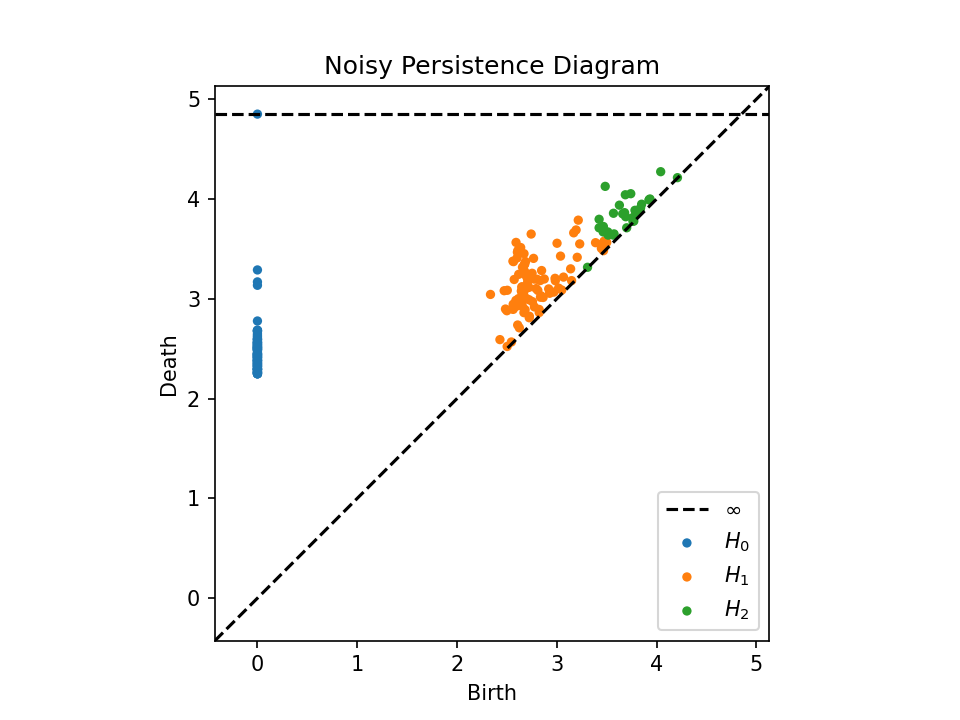 Noisy Persistence Diagram
Death
5
4
3
2
1
0
0 1 2 3 4 5
Birth
∞
H₀
H₁
H₂